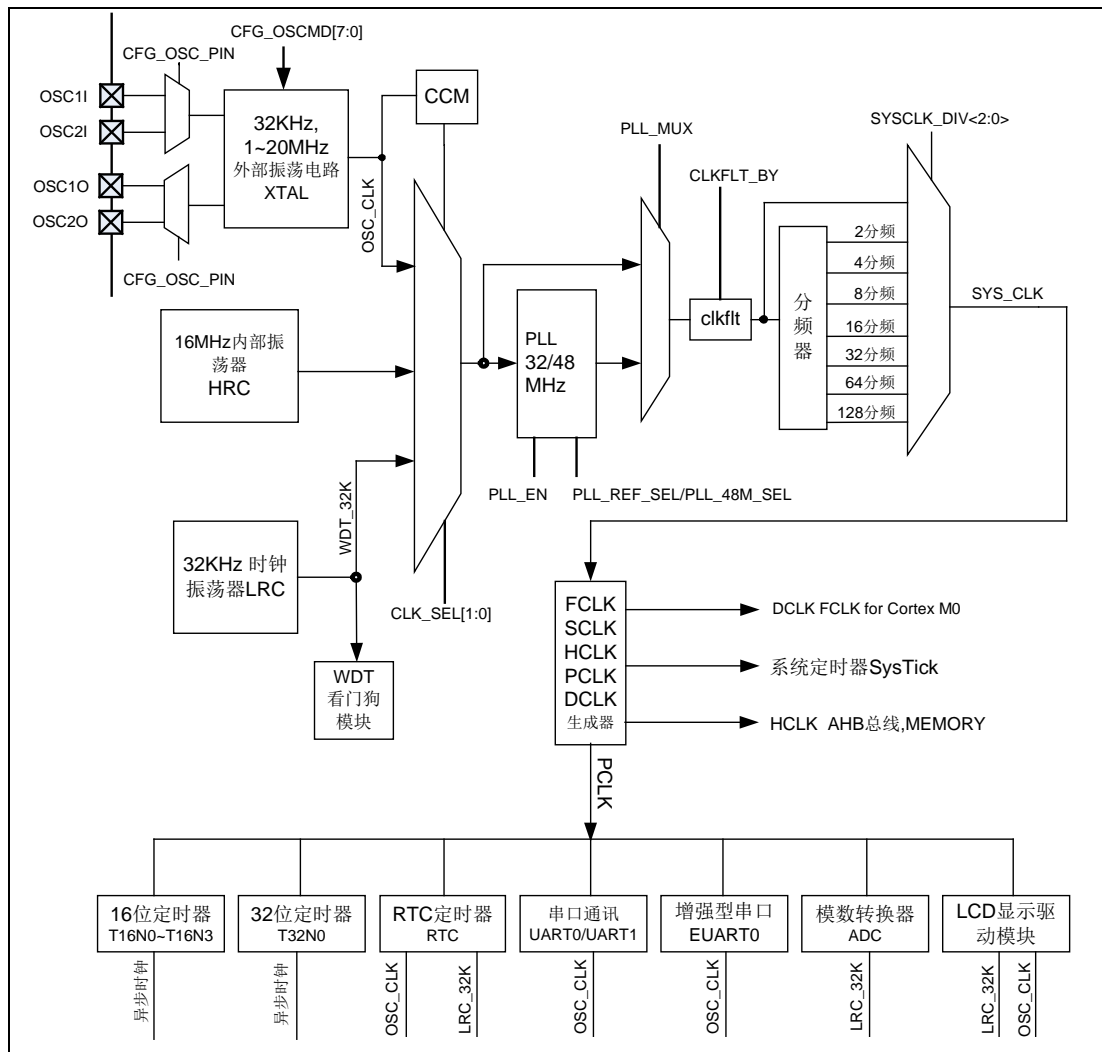 CFG_OSCMD[7:0]
CFG_OSC_PIN
OSC1I
OSC2I
OSC1O
OSC2O
CFG_OSC_PIN
32KHz,
1~20MHz
外部振荡电路
XTAL
CCM
OSC_CLK
16MHz内部振
荡器
HRC
32KHz 时钟
振荡器LRC
WDT_32K
WDT
看门狗
模块
CLK_SEL[1:0]
PLL
32/48
MHz
PLL_EN
PLL_REF_SEL/PLL_48M_SEL
PLL_MUX
CLKFLT_BY
clkflt
分
频
器
SYSCLK_DIV<2:0>
2分频
4分频
8分频
16分频
32分频
64分频
128分频
SYS_CLK
FCLK
SCLK
HCLK
PCLK
DCLK
生成器
DCLK FCLK for Cortex M0
系统定时器SysTick
HCLK AHB总线,MEMORY
PCLK
16位定时器
T16N0~T16N3
异步时钟
32位定时器
T32N0
异步时钟
RTC定时器
RTC
OSC_CLK
LRC_32K
串口通讯
UART0/UART1
OSC_CLK
增强型串口
EUART0
OSC_CLK
模数转换器
ADC
LRC_32K
LCD显示驱
动模块
LRC_32K
OSC_CLK